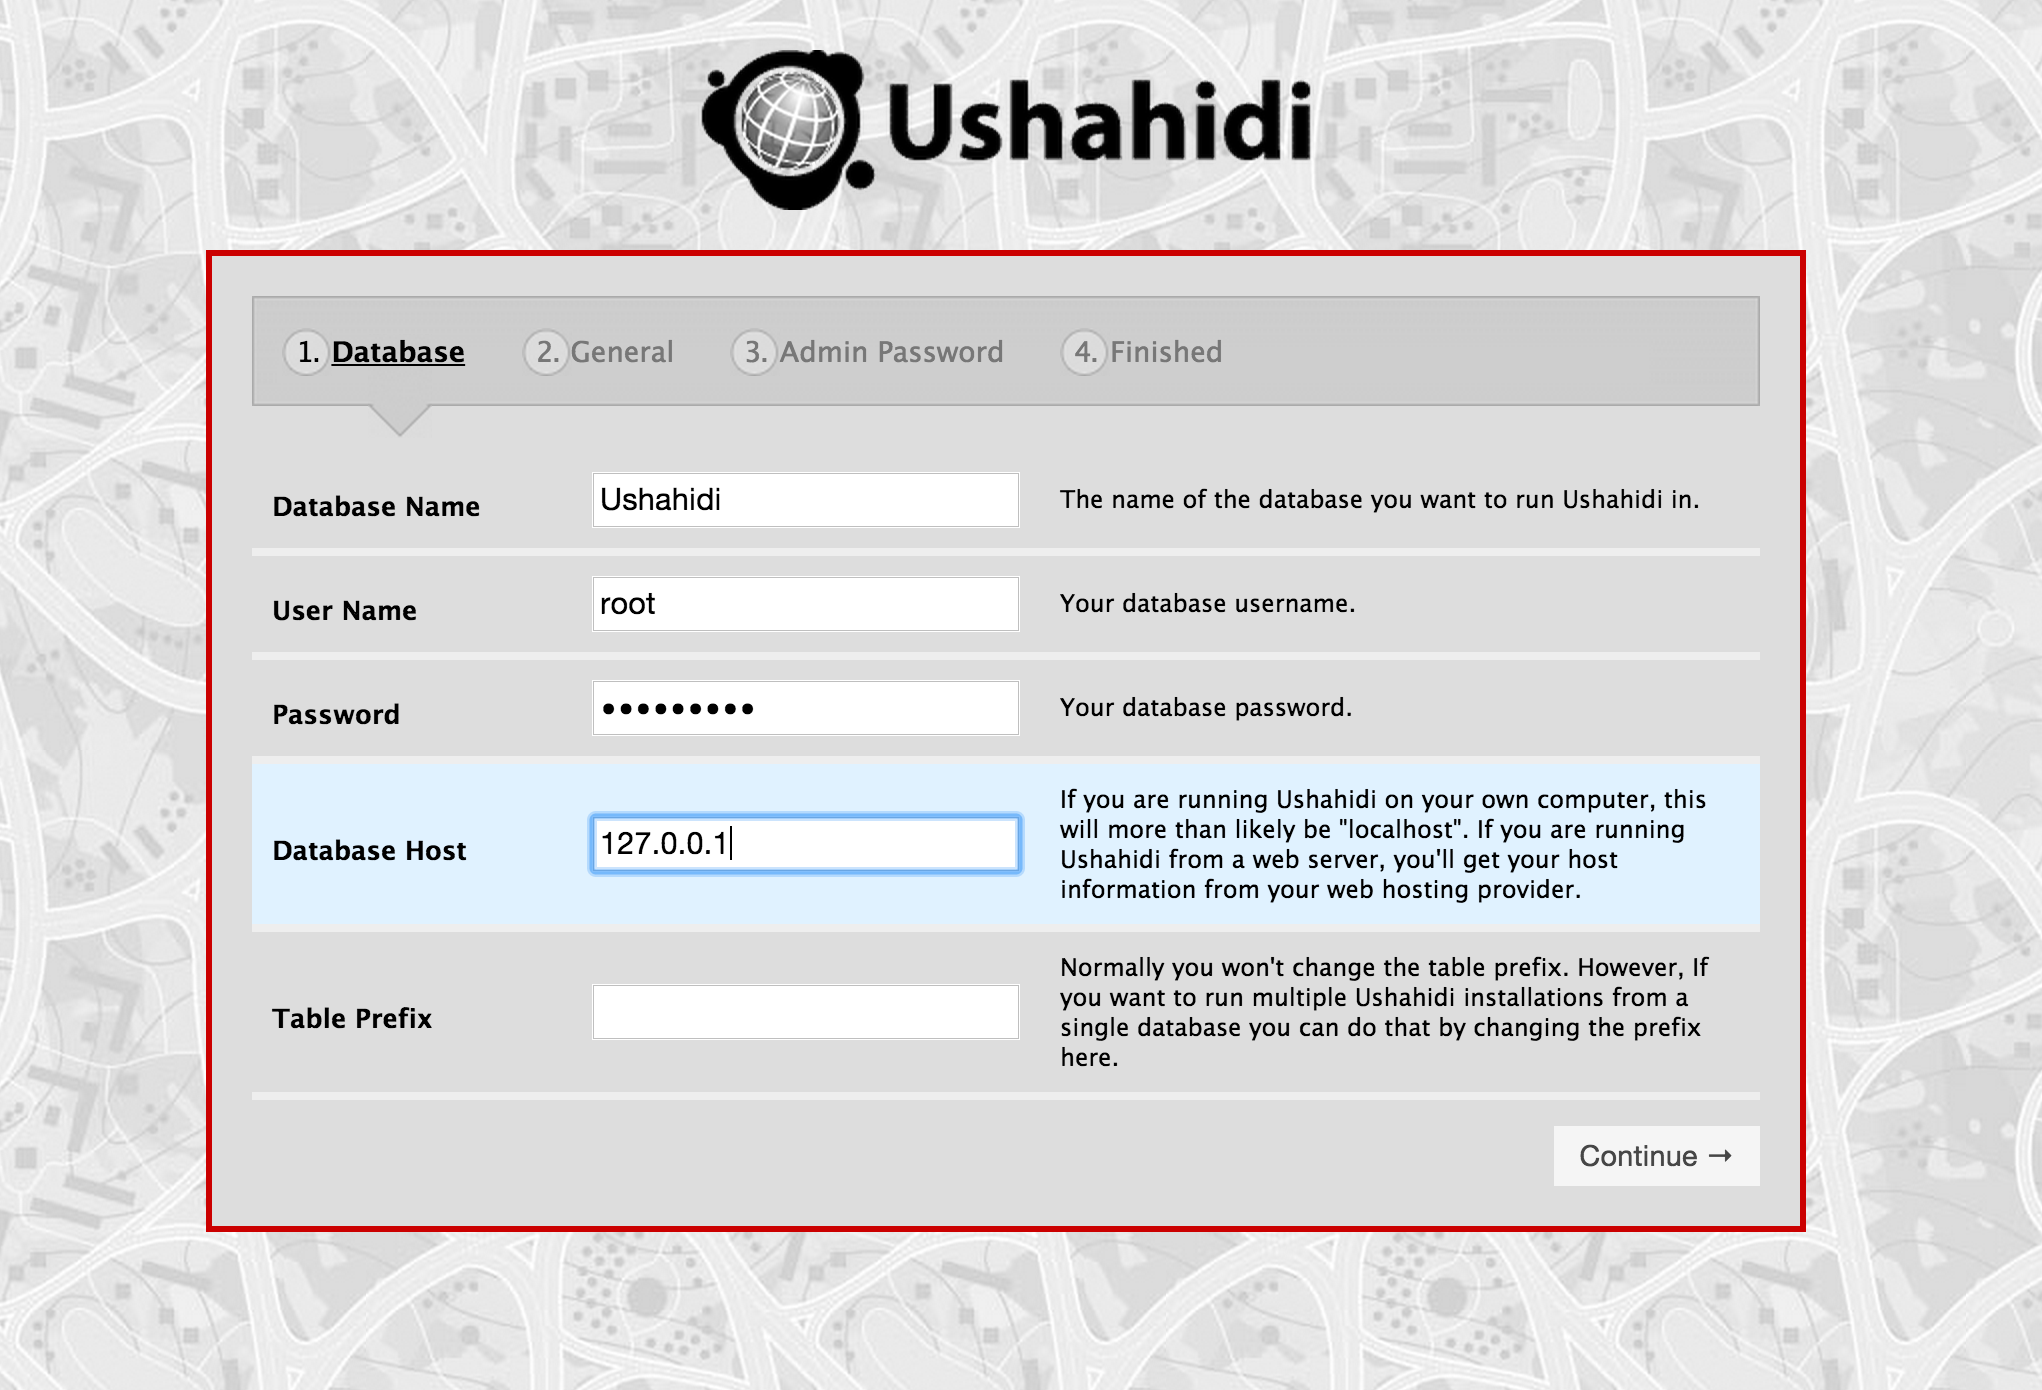 Ushahidi
1. Database 2. General 3. Admin Password 4. Finished
Database Name Ushahidi The name of the database you want to run Ushahidi in.
User Name root Your database username.
Password ••••••••• Your database password.
If you are running Ushahidi on your own computer, this
will more than likely be "localhost". If you are running
Database Host 127.0.0.1 Ushahidi from a web server, you'll get your host
information from your web hosting provider.
Normally you won't change the table prefix. However, If
you want to run multiple Ushahidi installations from a
Table Prefix single database you can do that by changing the prefix
here.
Continue →